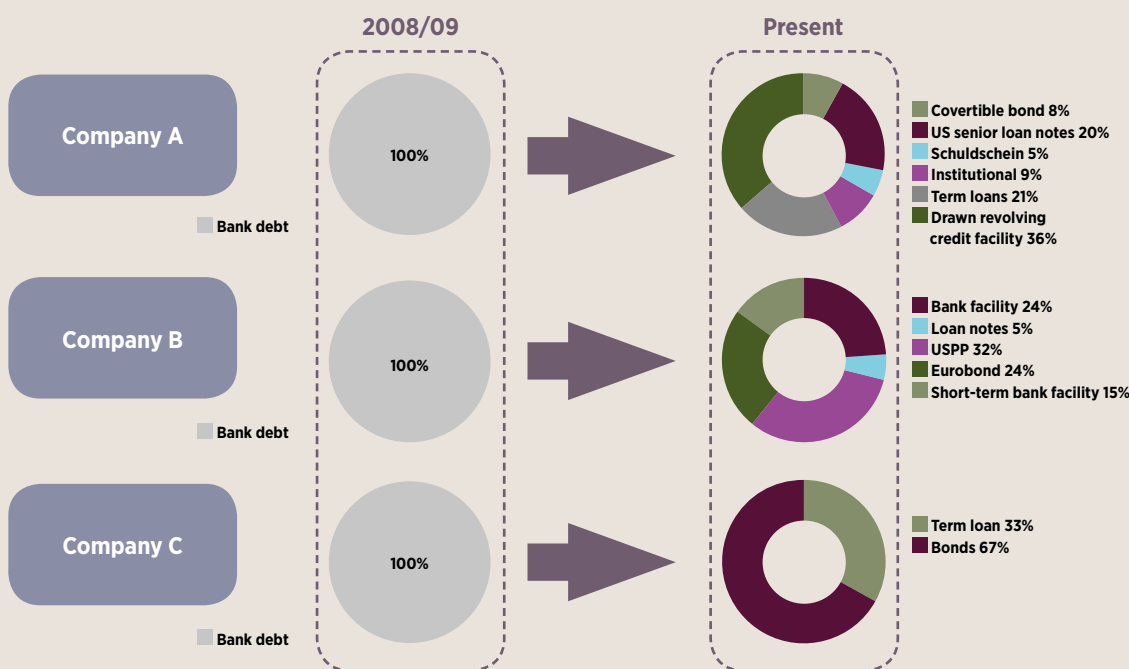 2008/09
Present
Company A
100%
Bank debt
Covertible bond 8%
US senior loan notes 20%
Schuldschein 5%
Institutional 9%
Term loans 21%
Drawn revolving
credit facility 36%
Company B
100%
Bank debt
Bank facility 24%
Loan notes 5%
USPP 32%
Eurobond 24%
Short-term bank facility 15%
Company C
100%
Bank debt
Term loan 33%
Bonds 67%